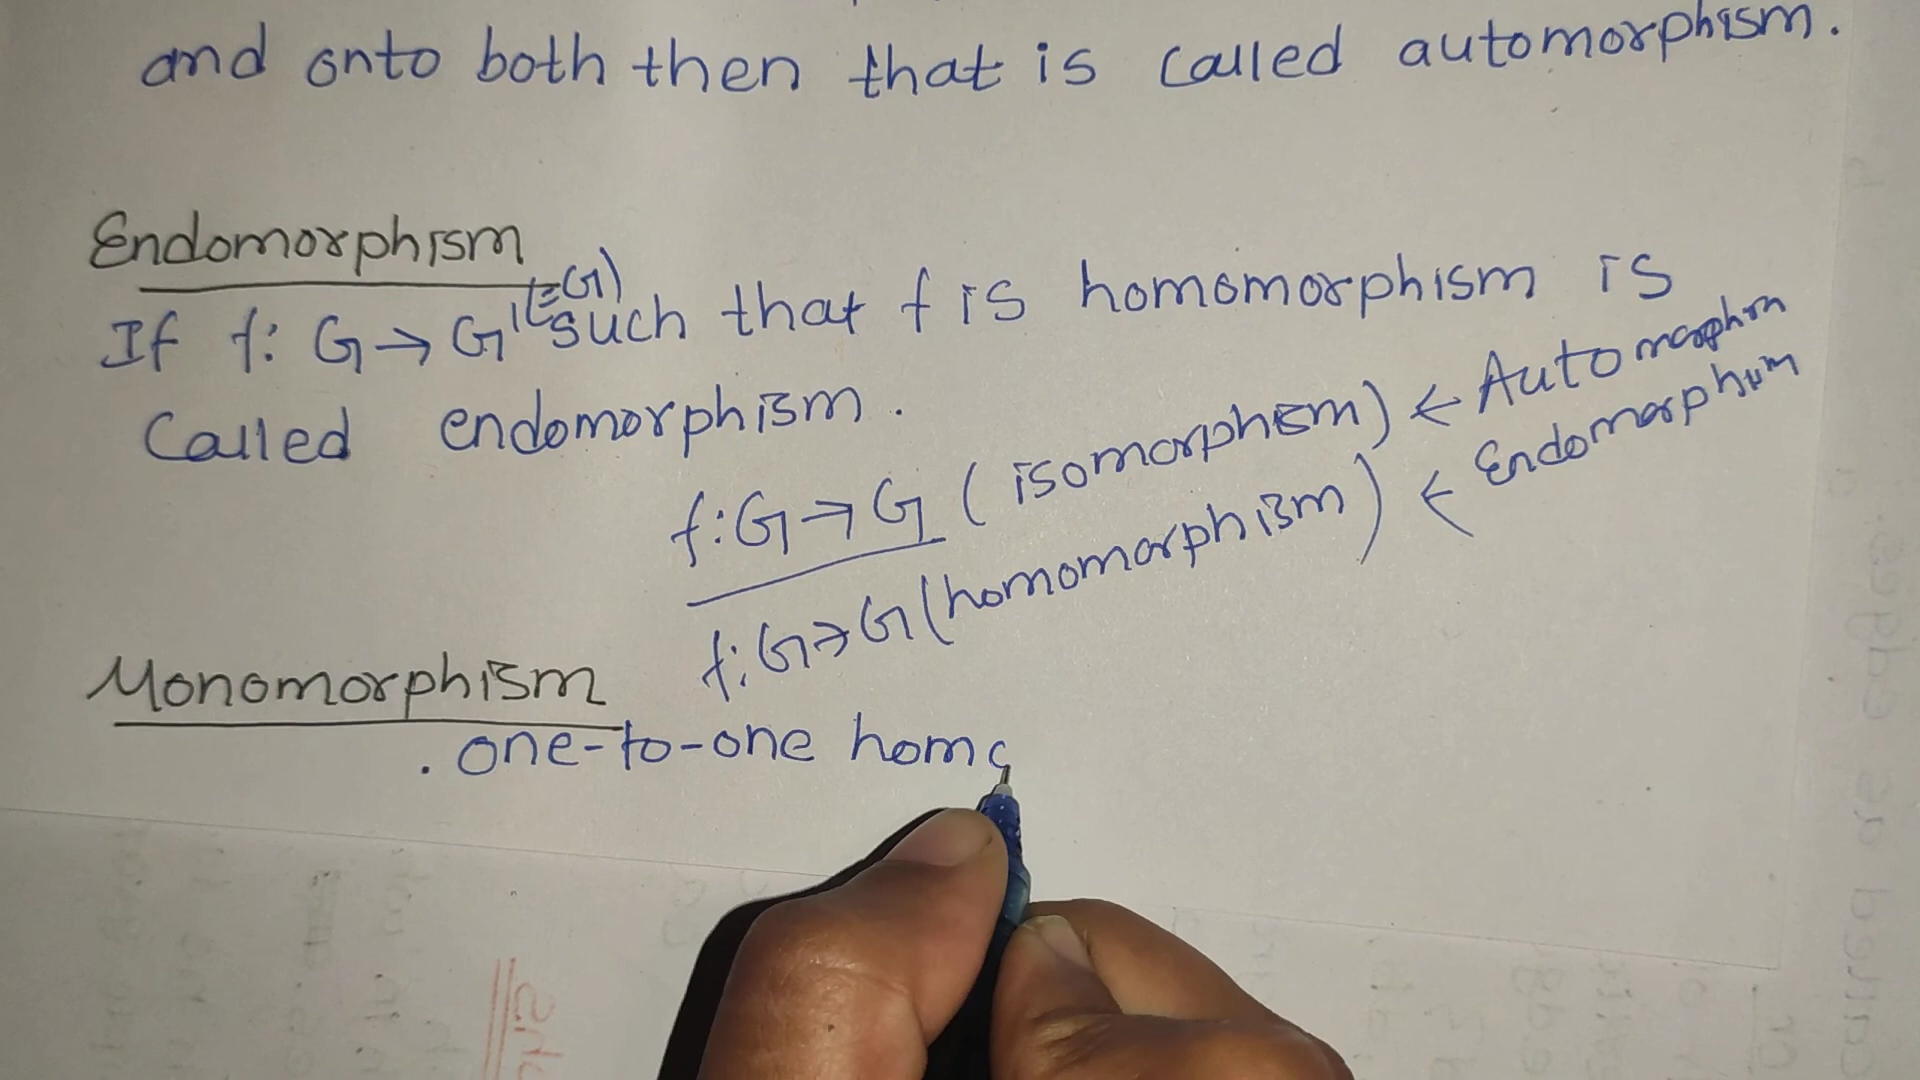 and onto both then that is called automorphism.
Endomorphism
If f: G → G'(=G) such that f is homomorphism is
Called endomorphism.
f: G → G (isomorphism) ← Automorphism
f: G → G (homomorphism) ← Endomorphism
Monomorphism
. one-to-one homo